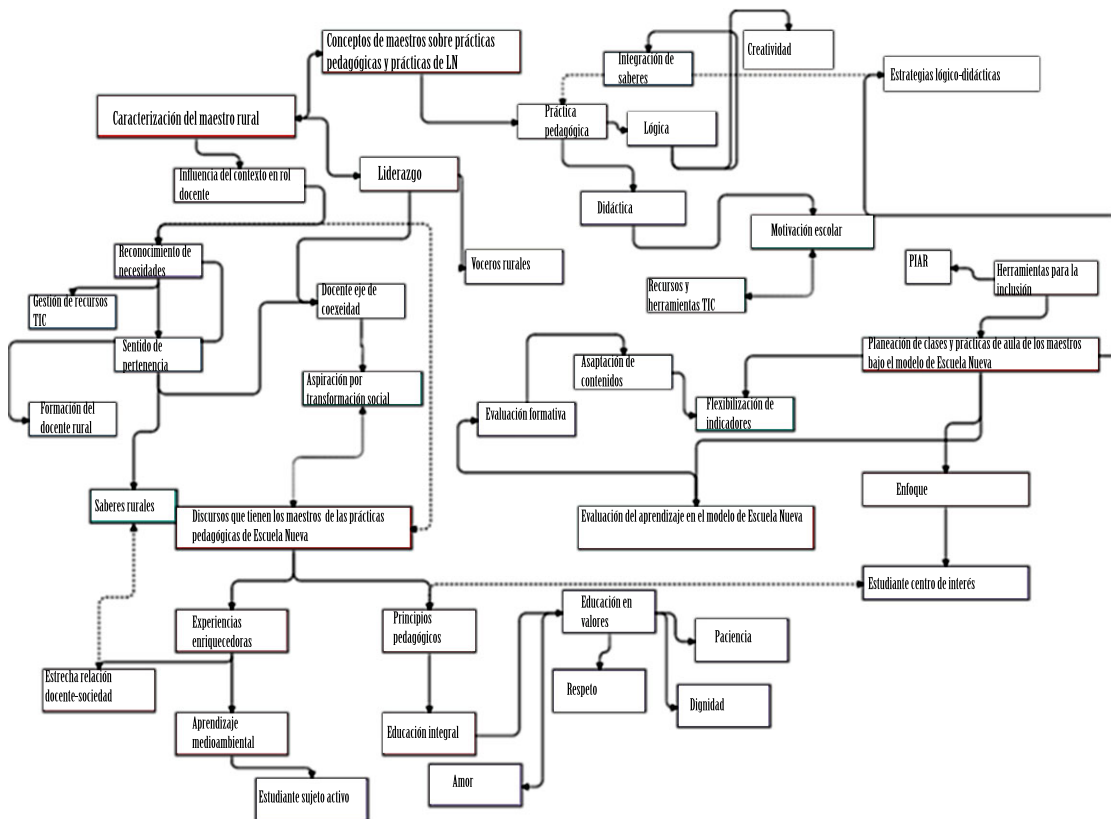 Conceptos de maestros sobre prácticas
pedagógicas y prácticas de LN
Creatividad
Integración de
saberes
Estrategias lógico-didácticas
Caracterización del maestro rural
Práctica
pedagógica
Lógica
Influencia del contexto en rol
docente
Liderazgo
Didáctica
Motivación escolar
Reconocimiento de
necesidades
Voceros rurales
PIAR
Herramientas para la
inclusión
Gestión de recursos
TIC
Docente eje de
coexeidad
Recursos y
herramientas TIC
Sentido de
pertenencia
Planeación de clases y prácticas de aula de los maestros
bajo el modelo de Escuela Nueva
Asaptación de
contenidos
Aspiración por
transformación social
Formación del
docente rural
Evaluación formativa
Flexibilización de
indicadores
Enfoque
Saberes rurales
Discursos que tienen los maestros de las prácticas
pedagógicas de Escuela Nueva
Evaluación del aprendizaje en el modelo de Escuela Nueva
Estudiante centro de interés
Experiencias
enriquecedoras
Principios
pedagógicos
Educación en
valores
Paciencia
Estrecha relación
docente-sociedad
Respeto
Dignidad
Aprendizaje
medioambiental
Educación integral
Amor
Estudiante sujeto activo